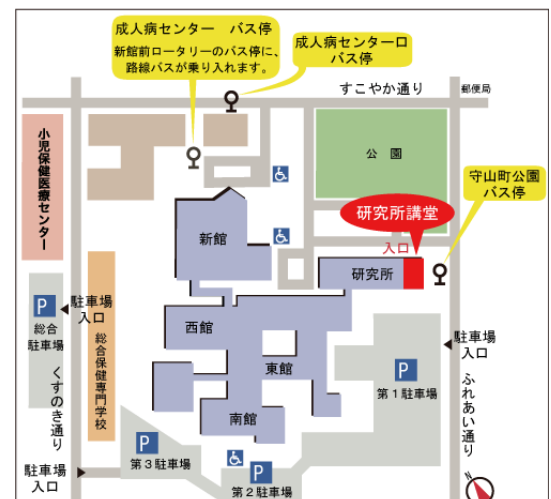 成人病センター バス停
新館前ロータリーのバス停に、
路線バスが乗り入れます。
成人病センター口
バス停
すこやか通り
郵便局
小児保健医療センター
公園
守山町公園
バス停
研究所講堂
入口
新館
研究所
P
駐車場
入口
総合
駐車場
総合保健専門学校
西館
東館
駐車場
入口
P
第1駐車場
くすのき通り
ふれあい通り
南館
P
第3駐車場
P
第2駐車場
駐車場
入口
N